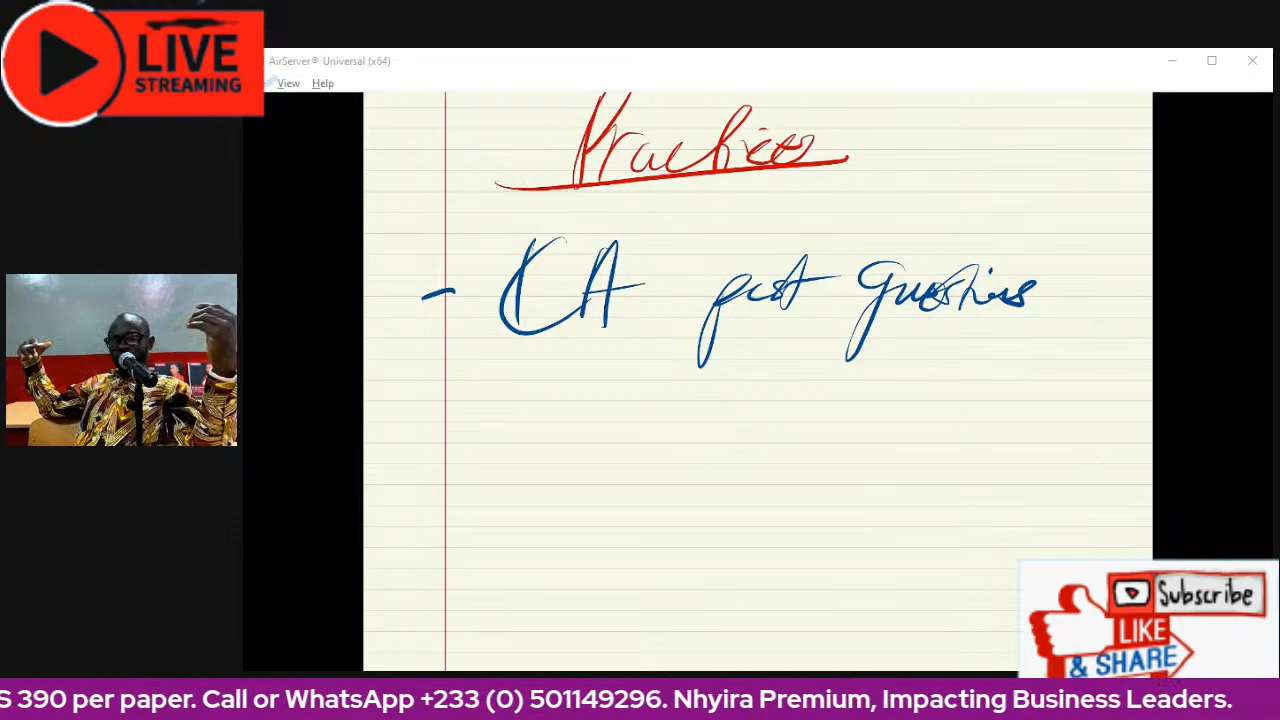 LIVE
STREAMING
AirServer® Universal (x64)
View Help
Practices
- CA past Questions
Subscribe
LIKE
& SHARE
S 390 per paper. Call or WhatsApp +233 (0) 501149296. Nhyira Premium, Impacting Business Leaders.